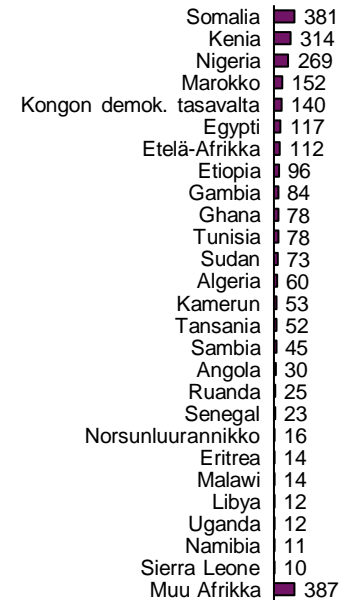 Somalia 381
Kenia 314
Nigeria 269
Marokko 152
Kongon demok. tasavalta 140
Egypti 117
Etelä-Afrikka 112
Etiopia 96
Gambia 84
Ghana 78
Tunisia 78
Sudan 73
Algeria 60
Kamerun 53
Tansania 52
Sambia 45
Angola 30
Ruanda 25
Senegal 23
Norsunluurannikko 16
Eritrea 14
Malawi 14
Libya 12
Uganda 12
Namibia 11
Sierra Leone 10
Muu Afrikka 387